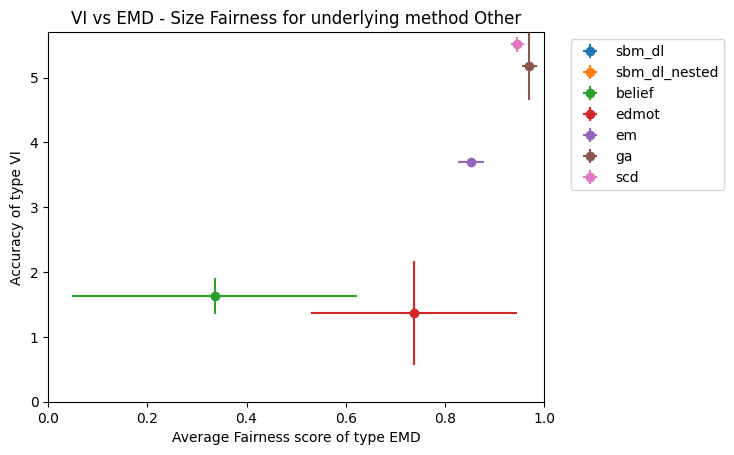 VI vs EMD - Size Fairness for underlying method Other
Accuracy of type VI
5
4
3
2
1
0
0.0 0.2 0.4 0.6 0.8 1.0
Average Fairness score of type EMD
sbm_dl
sbm_dl_nested
belief
edmot
em
ga
scd